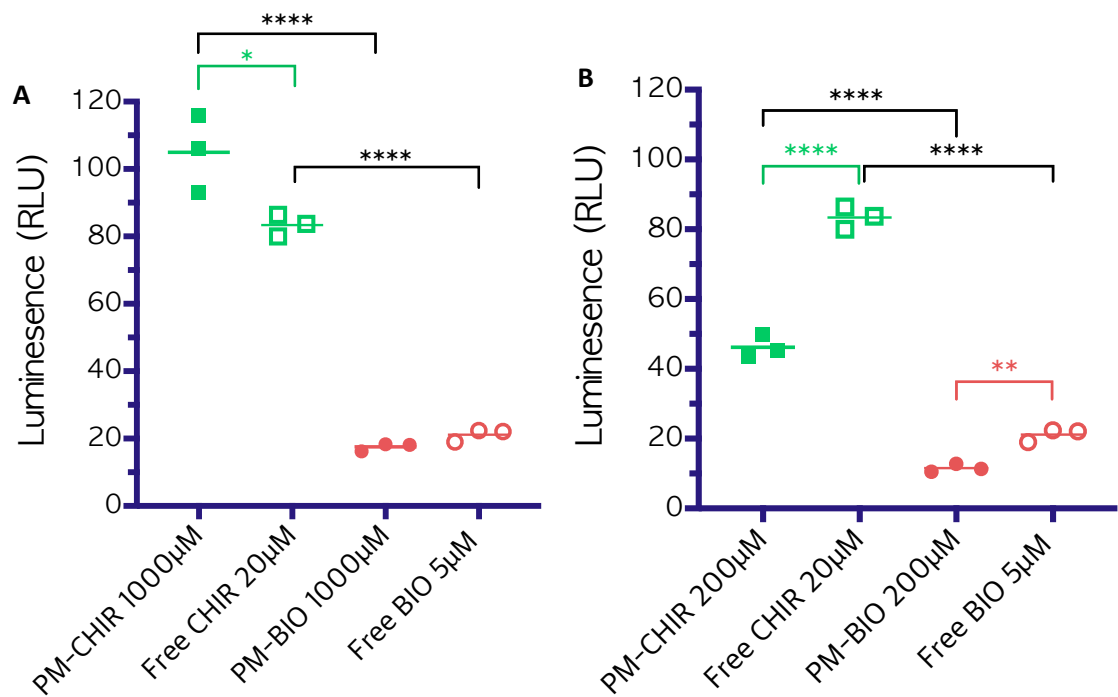 A
****
*
****
Luminesence (RLU)
120
100
80
60
40
20
0
PM-CHIR 1000µM
Free CHIR 20µM
PM-BIO 1000µM
Free BIO 5µM
B
****
****
****
**
Luminesence (RLU)
120
100
80
60
40
20
0
PM-CHIR 200µM
Free CHIR 20µM
PM-BIO 200µM
Free BIO 5µM